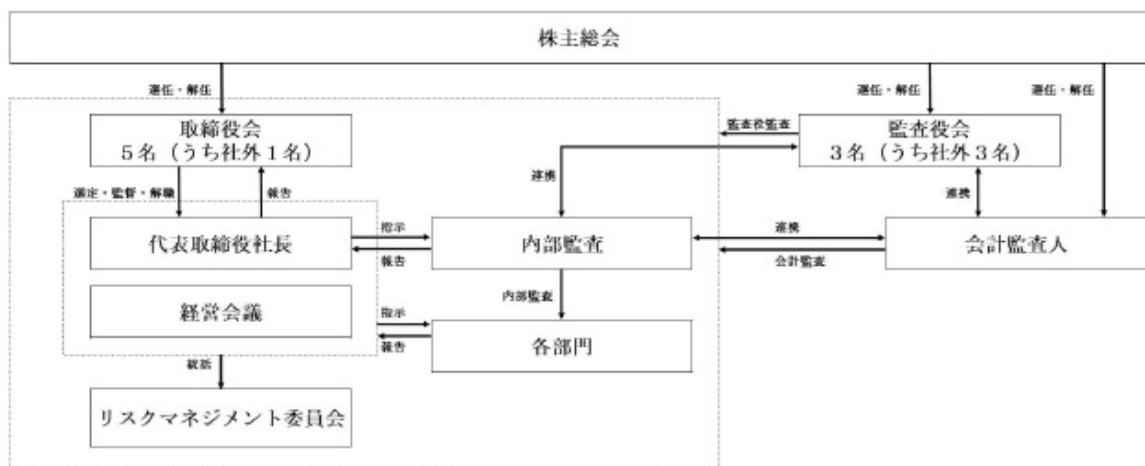 株主総会
選任・解任
選任・解任
選任・解任
取締役会
5名（うち社外1名）
監査役監査
監査役会
3名（うち社外3名）
選定・監督・解職
報告
連携
連携
代表取締役社長
指示
報告
内部監査
連携
会計監査
会計監査人
内部監査
経営会議
指示
報告
各部門
統括
リスクマネジメント委員会